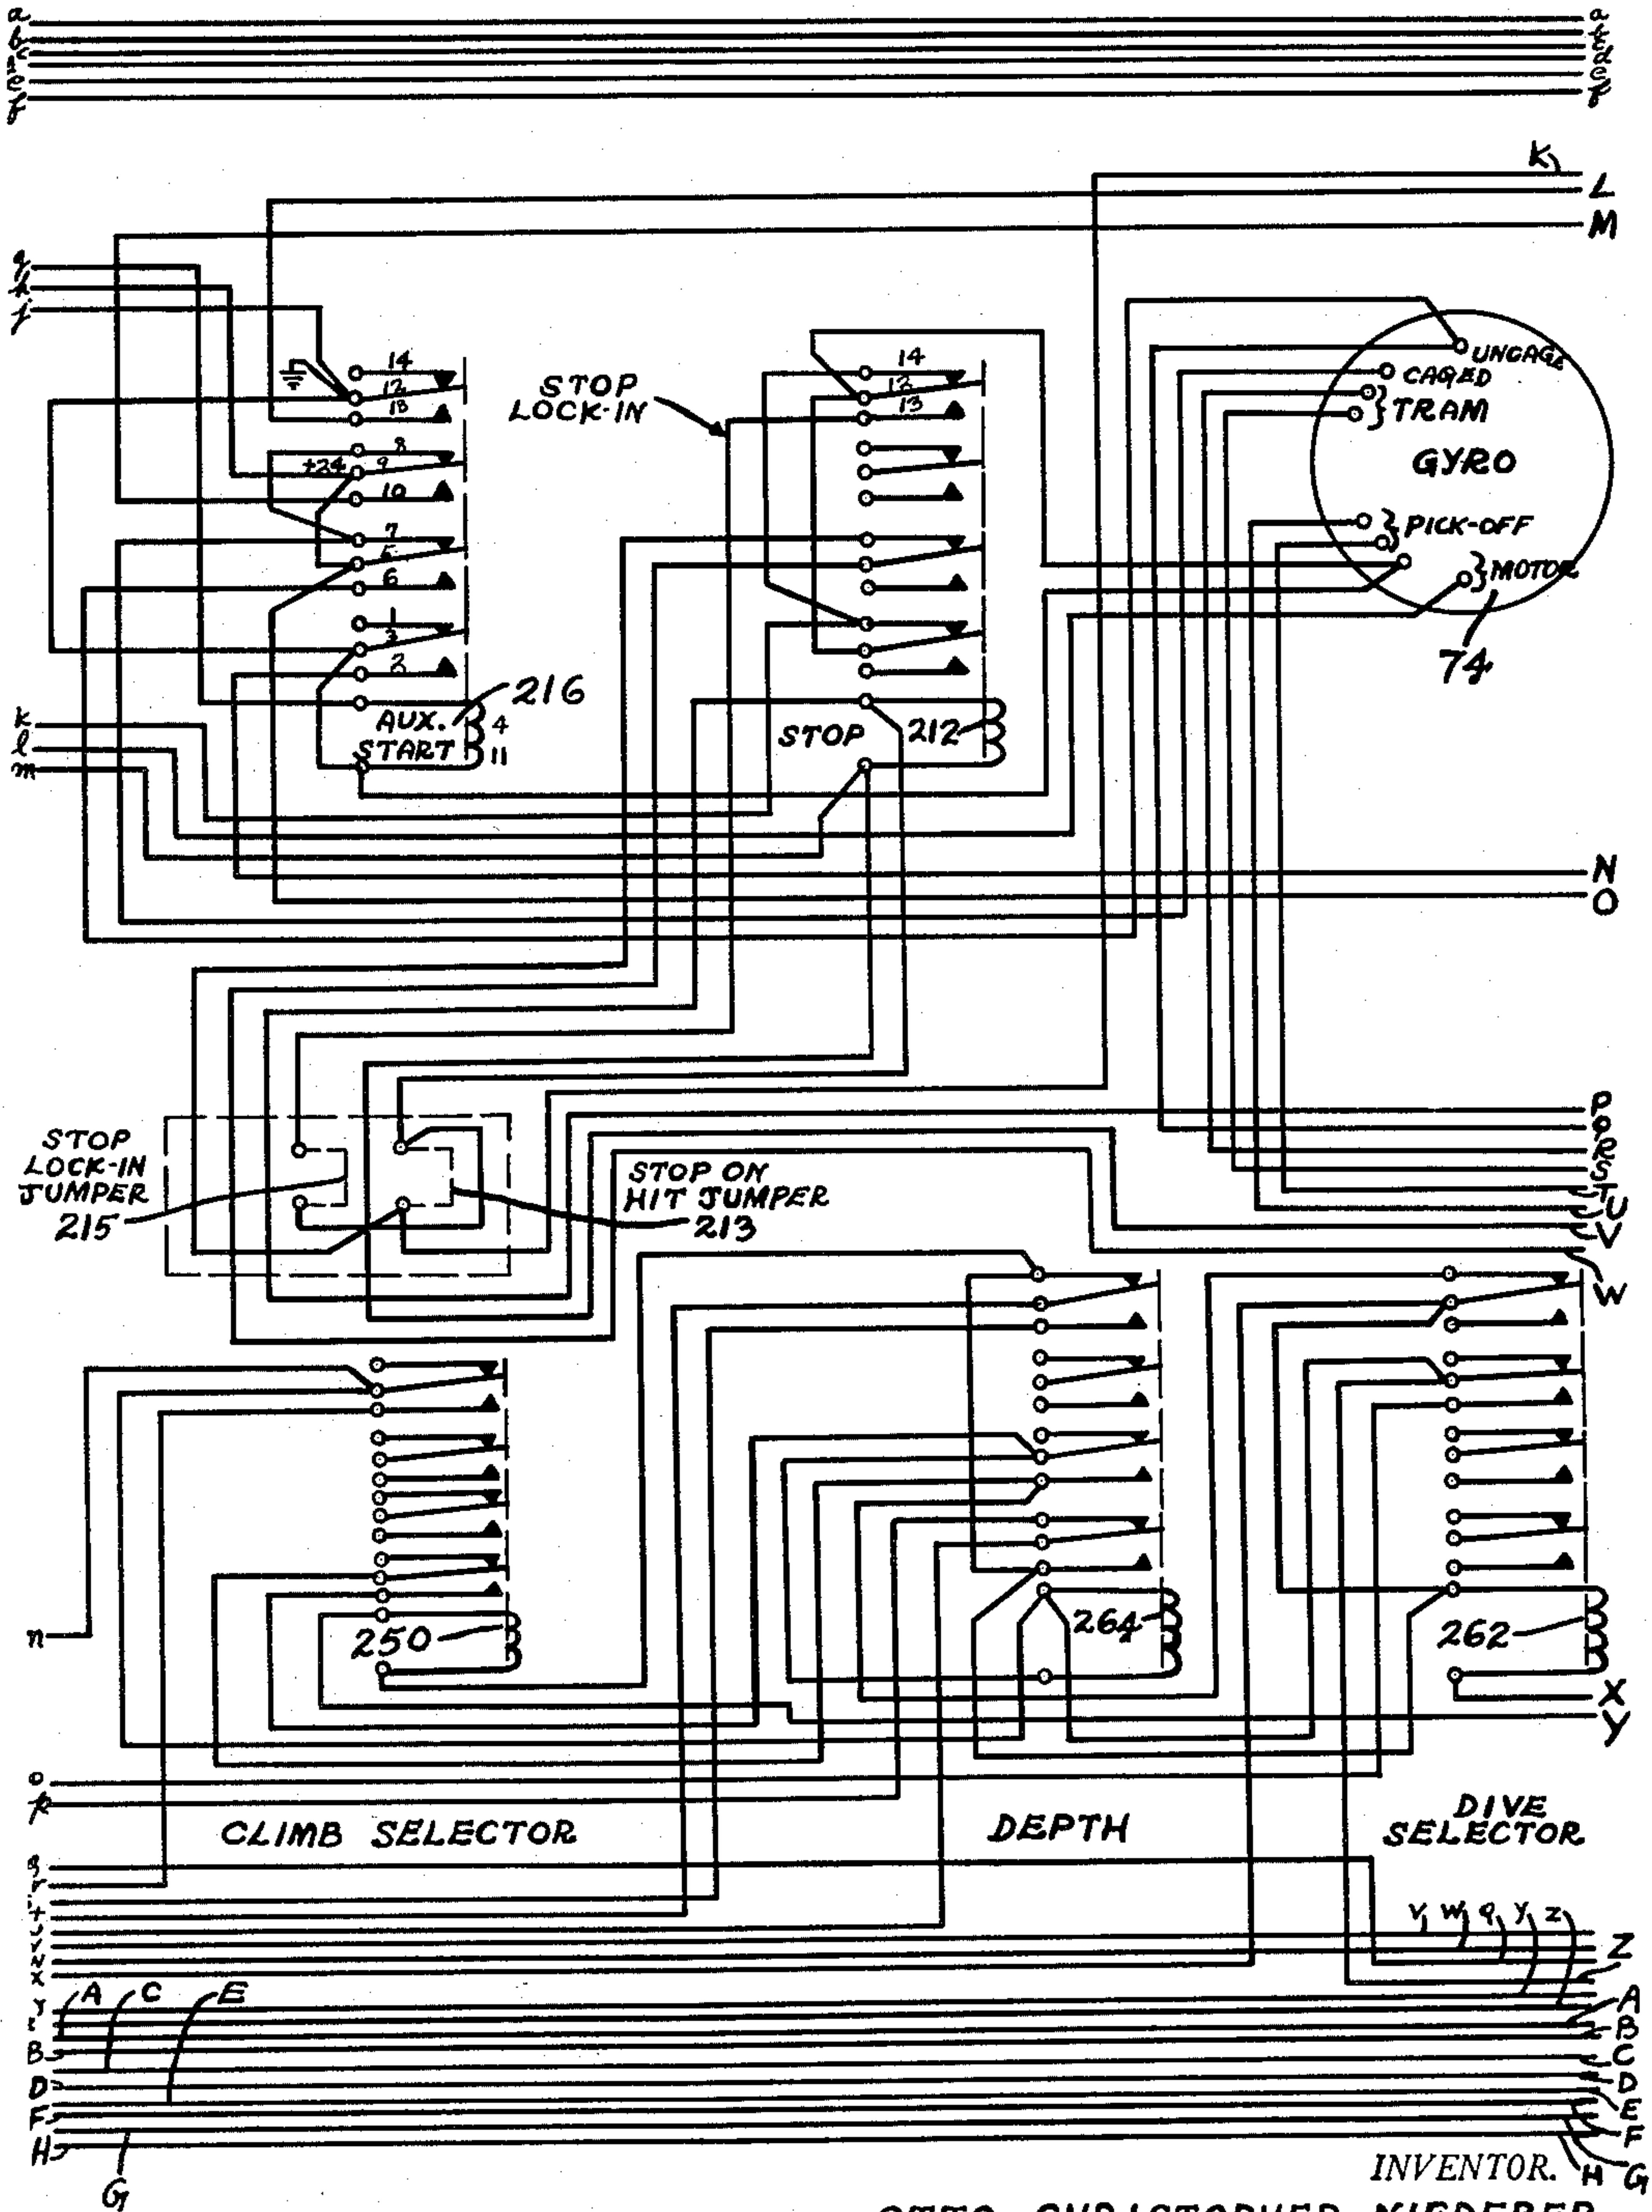 a a
b
c c
d
e e
f f
K
L
M
g
h
j
UNCAGE
CAGED
TRAM
GYRO
PICK-OFF
MOTOR
74
14
12
13
8
+24 9
10
7
5
6
1
3
2
AUX. START
216
4
11
STOP LOCK-IN
14
12
13
STOP 212
k
l
m
N
O
P
R
S
T
U
V
W
STOP
LOCK-IN
JUMPER
215
STOP ON
HIT JUMPER
213
250
264
262
n
X
Y
o
p
CLIMB SELECTOR
DEPTH
DIVE
SELECTOR
q
r
t
v
w
x
V W q Y Z
Z
y A C E
A
B B
C
D D
E
F F
H G H G
INVENTOR.